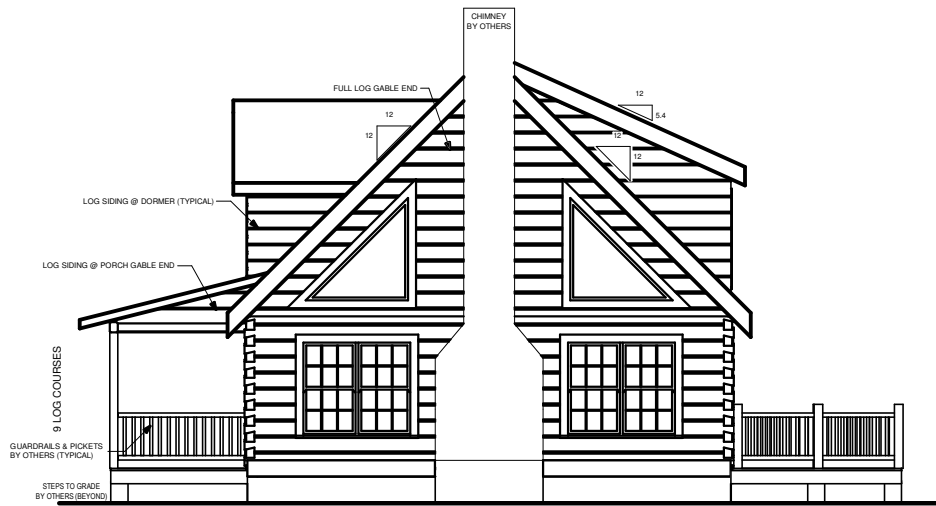 CHIMNEY
BY OTHERS
FULL LOG GABLE END
12
12
12
5.4
12
12
LOG SIDING @ DORMER (TYPICAL)
LOG SIDING @ PORCH GABLE END
9 LOG COURSES
GUARDRAILS & PICKETS
BY OTHERS (TYPICAL)
STEPS TO GRADE
BY OTHERS (BEYOND)